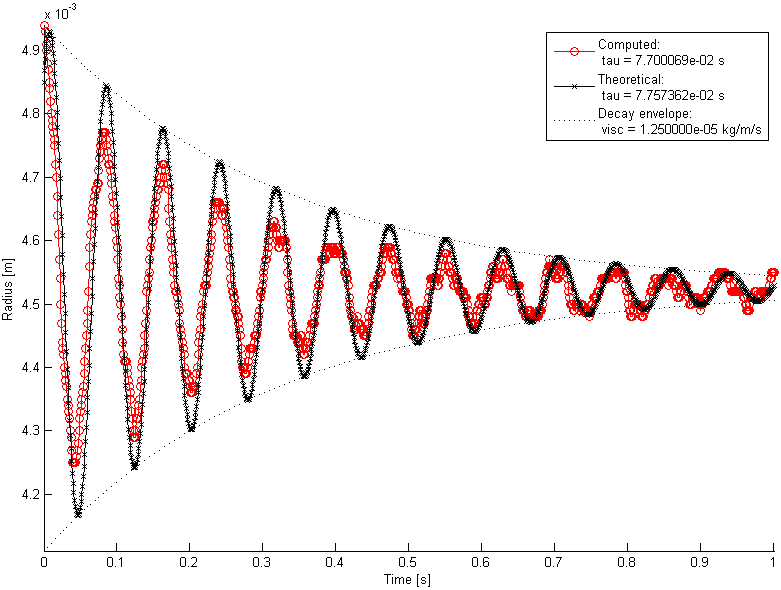 x 10⁻³
Computed:
tau = 7.700069e-02 s
Theoretical:
tau = 7.757362e-02 s
Decay envelope:
visc = 1.250000e-05 kg/m/s
4.9
4.8
4.7
4.6
4.5
4.4
4.3
4.2
Radius [m]
0 0.1 0.2 0.3 0.4 0.5 0.6 0.7 0.8 0.9 1
Time [s]